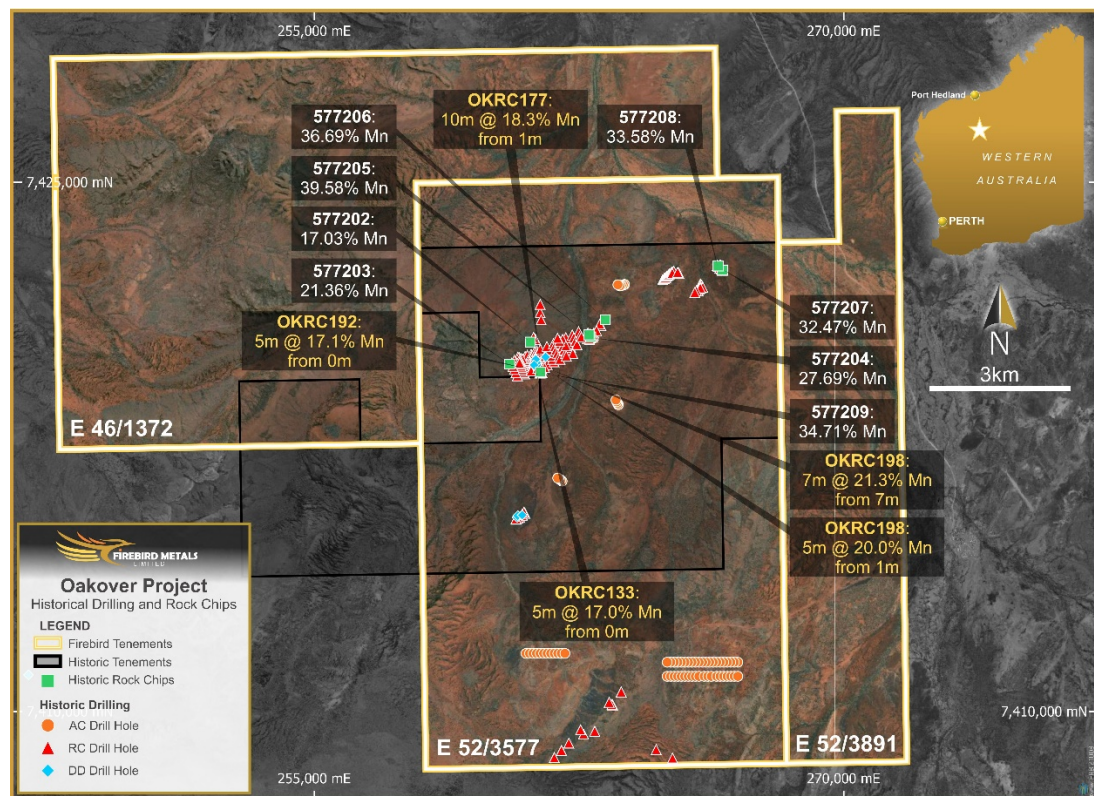 255,000 mE
270,000 mE
Port Hedland
WESTERN
AUSTRALIA
PERTH
OKRC177:
10m @ 18.3% Mn
from 1m
577208:
33.58% Mn
577206:
36.69% Mn
7,425,000 mN
577205:
39.58% Mn
577202:
17.03% Mn
577203:
21.36% Mn
OKRC192:
5m @ 17.1% Mn
from 0m
N
3km
577207:
32.47% Mn
577204:
27.69% Mn
577209:
34.71% Mn
E 46/1372
OKRC198:
7m @ 21.3% Mn
from 7m
OKRC198:
5m @ 20.0% Mn
from 1m
OKRC133:
5m @ 17.0% Mn
from 0m
FIREBIRD METALS
LIMITED
Oakover Project
Historical Drilling and Rock Chips
LEGEND
Firebird Tenements
Historic Tenements
Historic Rock Chips
Historic Drilling
AC Drill Hole
RC Drill Hole
DD Drill Hole
7,410,000 mN
E 52/3577
E 52/3891
255,000 mE
270,000 mE